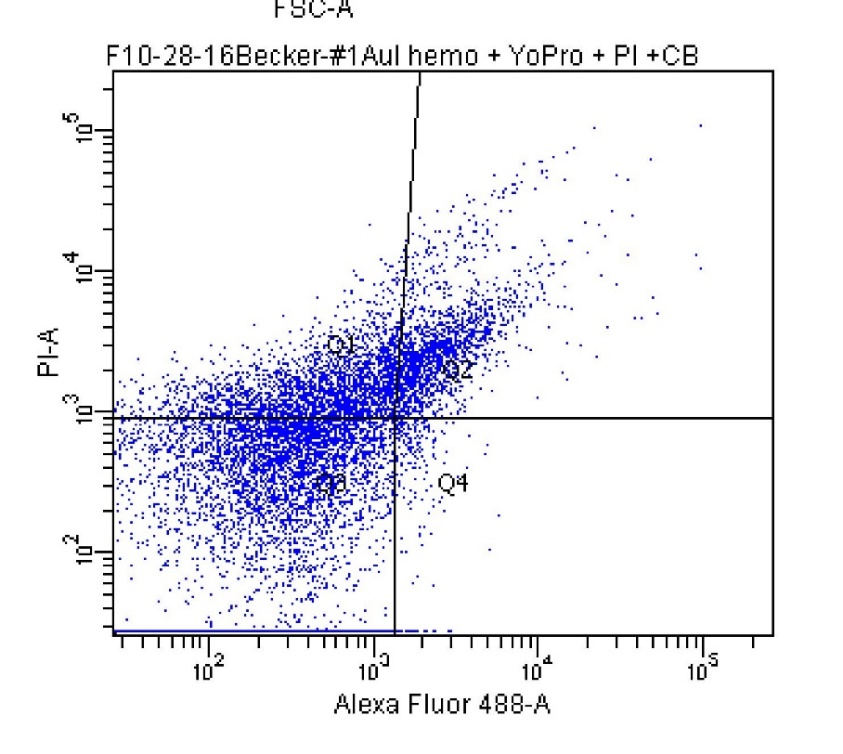 FSC-A
F10-28-16Becker-#1Aul hemo + YoPro + PI +CB
10^5
10^4
10^3
10^2
PI-A
Q1
Q2
Q3
Q4
10^2
10^3
10^4
10^5
Alexa Fluor 488-A